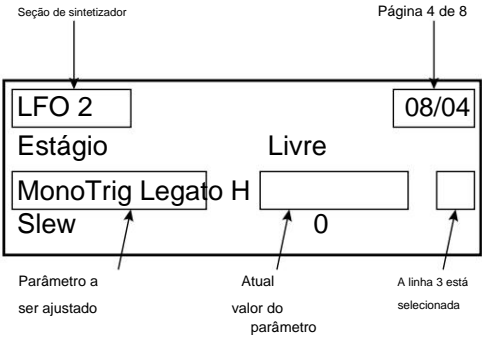 Seção de sintetizador
Página 4 de 8
LFO 2
08/04
Estágio
Livre
MonoTrig Legato H
Slew
0
Parâmetro a
ser ajustado
Atual
valor do
parâmetro
A linha 3 está
selecionada